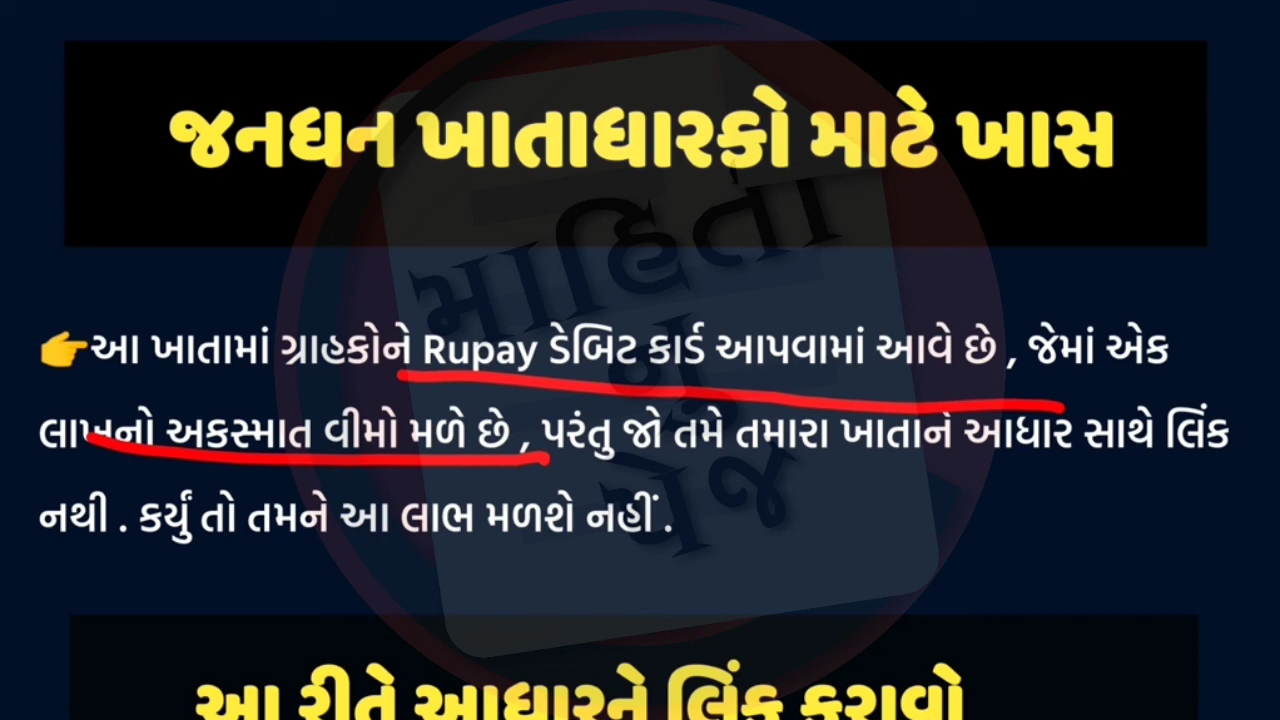 જનધન ખાતાધારકો માટે ખાસ
👉આ ખાતામાં ગ્રાહકોને Rupay ડેબિટ કાર્ડ આપવામાં આવે છે , જેમાં એક
લાખનો અકસ્માત વીમો મળે છે , પરંતુ જો તમે તમારા ખાતાને આધાર સાથે લિંક
નથી . કર્યું તો તમને આ લાભ મળશે નહીં .
માહિતી
નું
પેજ
આ રીતે આધારને લિંક કરાવો